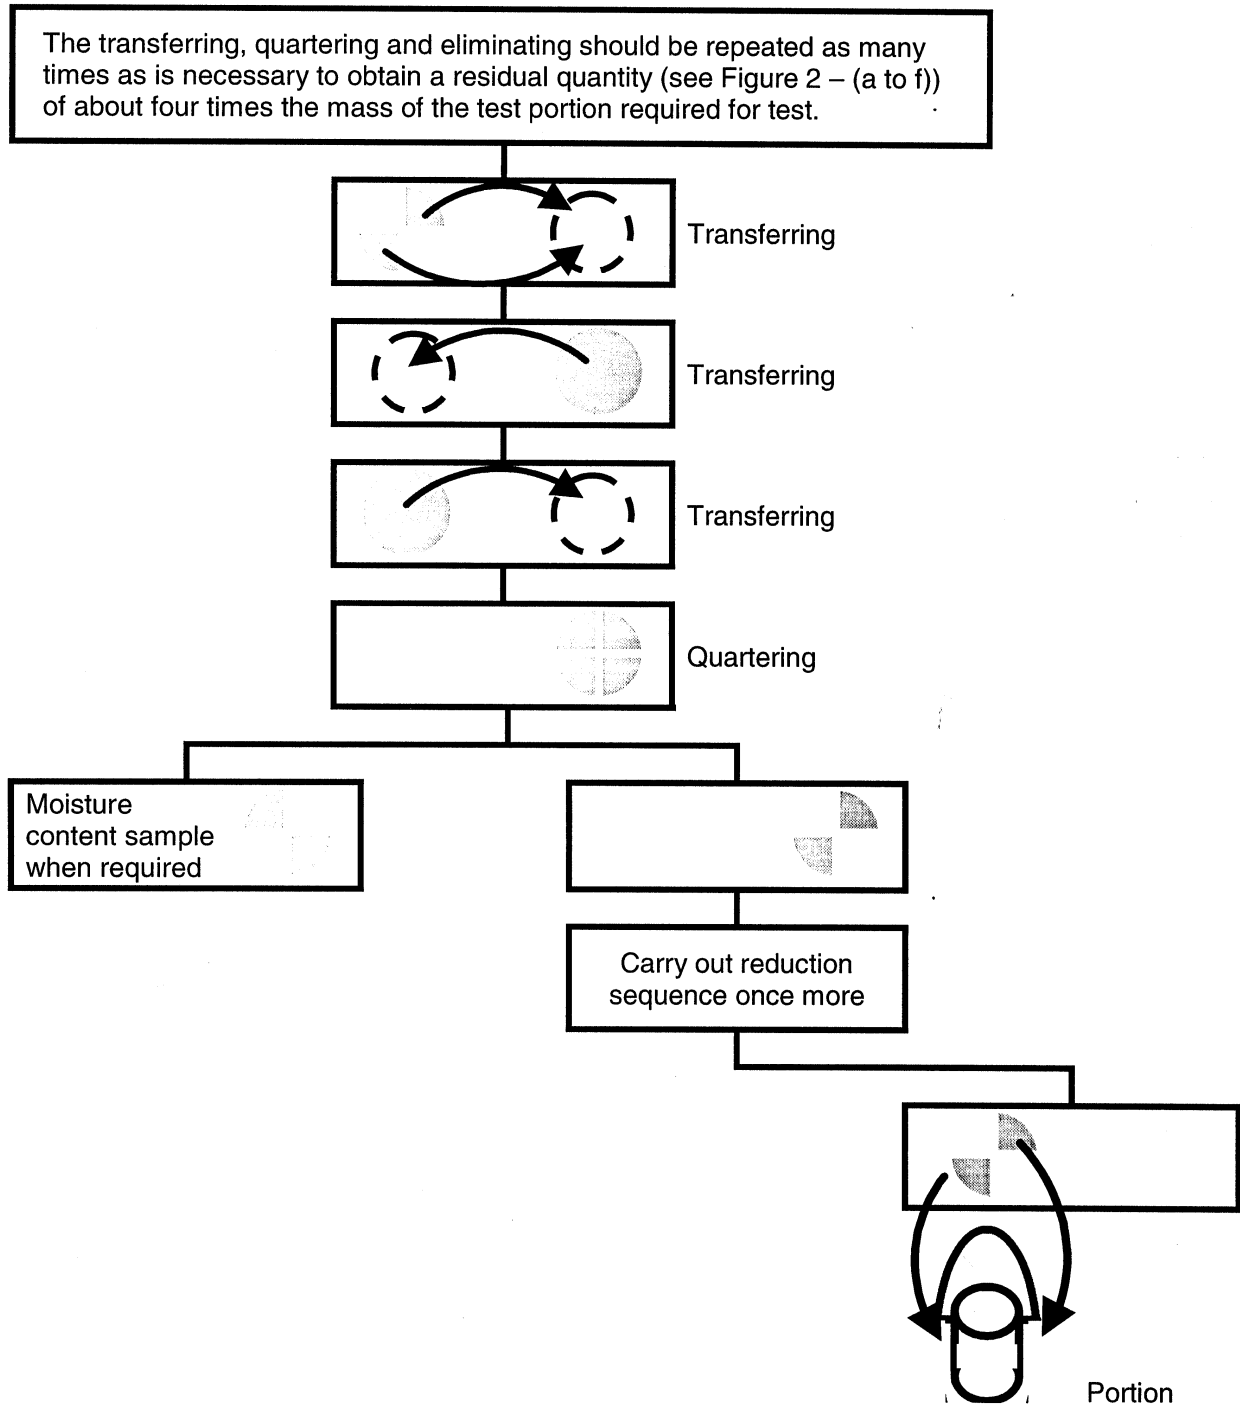 The transferring, quartering and eliminating should be repeated as many
times as is necessary to obtain a residual quantity (see Figure 2 – (a to f))
of about four times the mass of the test portion required for test.
Transferring
Transferring
Transferring
Quartering
Moisture
content sample
when required
Carry out reduction
sequence once more
Portion